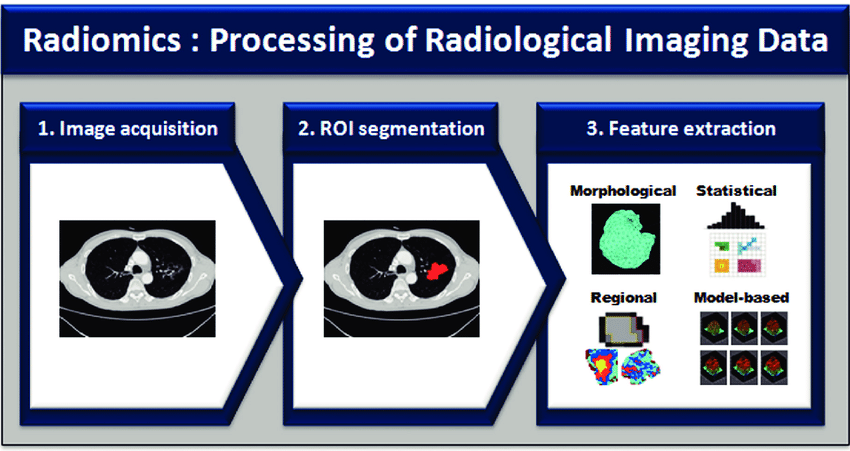 Radiomics : Processing of Radiological Imaging Data
1. Image acquisition
2. ROI segmentation
3. Feature extraction
Morphological
Statistical
Regional
Model-based